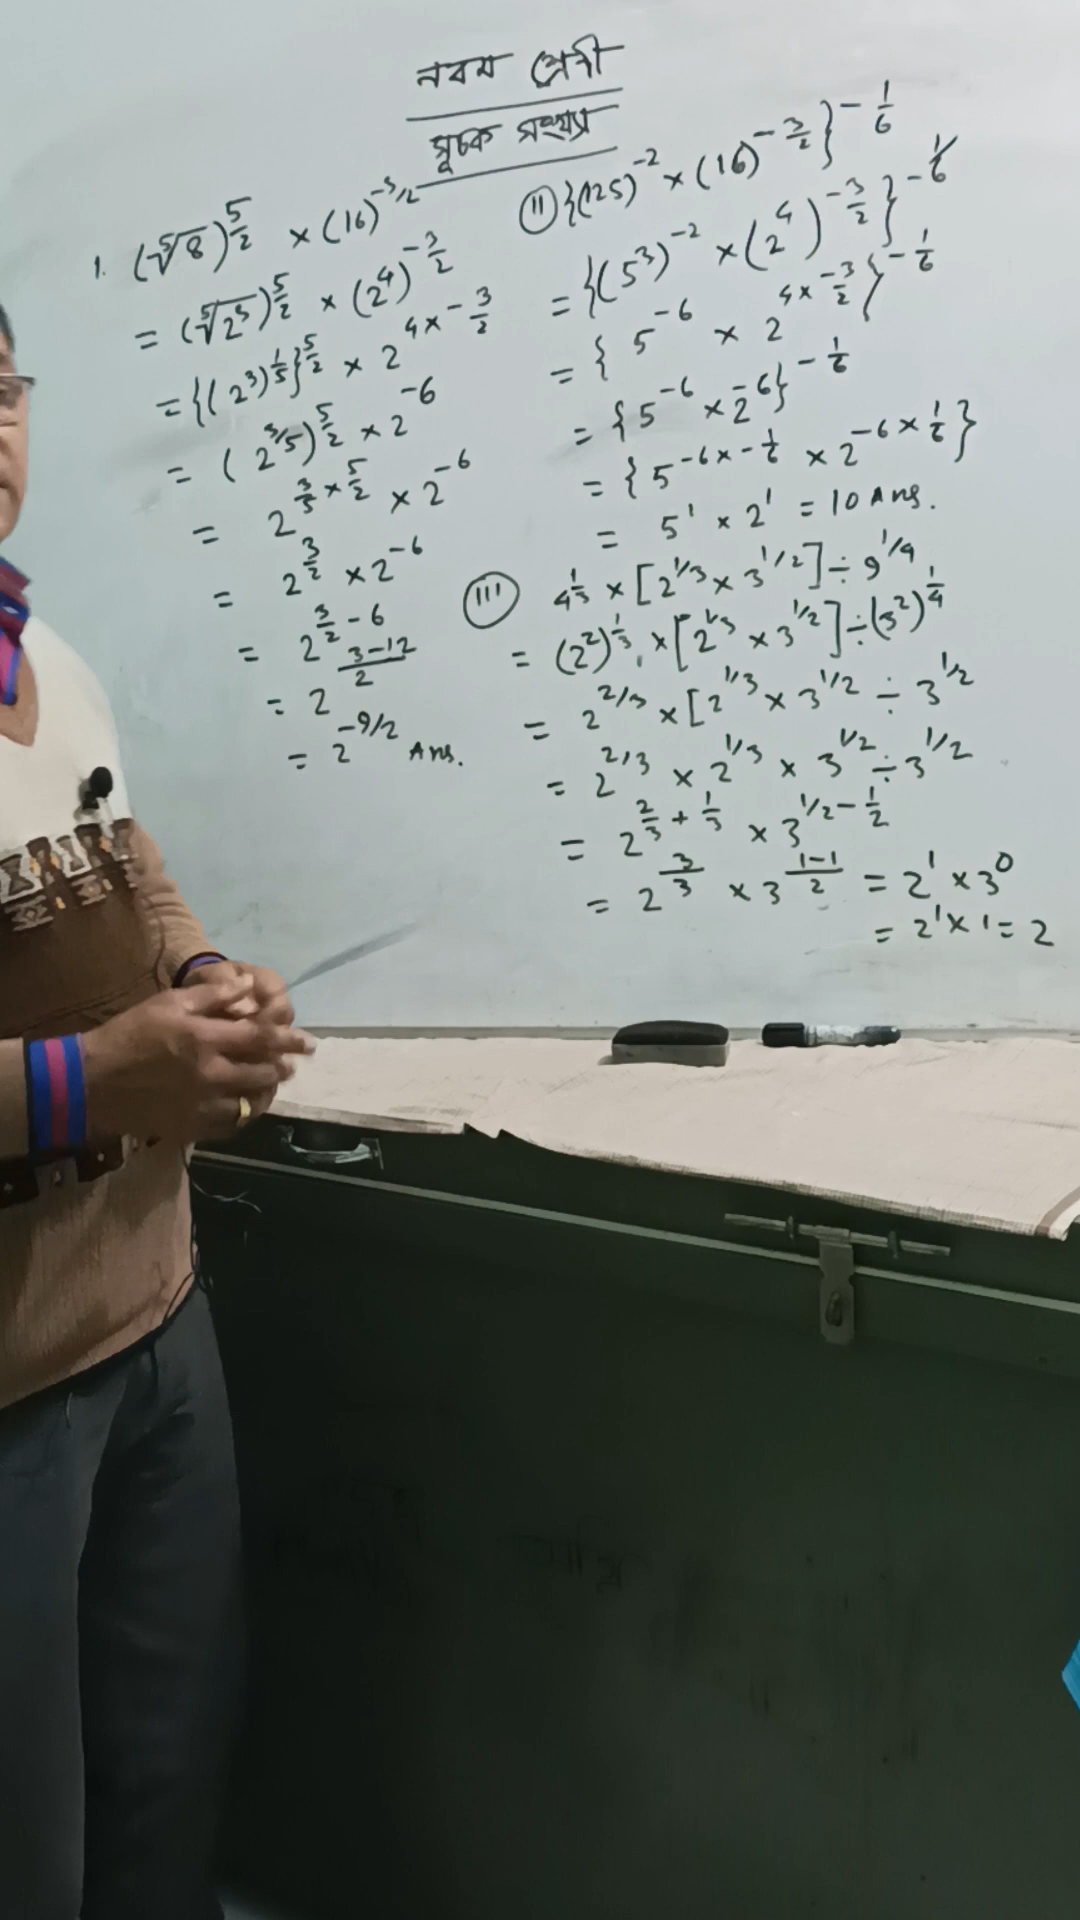 নবম শ্রেণী
সূচক সংখ্যা
1. (⁵√8)^5/2 × (16)^-3/2
= (⁵√2³)^5/2 × (2⁴)^-3/2
= {(2³)^1/5}^5/2 × 2^4×-3/2
= (2^3/5)^5/2 × 2^-6
= 2^3/5×5/2 × 2^-6
= 2^3/2 × 2^-6
= 2^3/2-6
= 2^3-12/2
= 2^-9/2 Ans.
(II) {(125)^-2 × (16)^-3/2}^-1/6
= {(5³)^-2 × (2⁴)^-3/2}^-1/6
= {5^-6 × 2^4×-3/2}^-1/6
= {5^-6 × 2^-6}^-1/6
= {5^-6×-1/6 × 2^-6×1/6}
= 5¹ × 2¹ = 10 Ans.
(III) 4^1/3 × [2^1/3 × 3^1/2] ÷ 9^1/4
= (2²)^1/3 × [2^1/3 × 3^1/2] ÷ (3²)^1/4
= 2^2/3 × [2^1/3 × 3^1/2 ÷ 3^1/2
= 2^2/3 × 2^1/3 × 3^1/2 ÷ 3^1/2
= 2^2/3+1/3 × 3^1/2-1/2
= 2^3/3 × 3^1-1/2 = 2¹ × 3⁰
= 2¹ × 1 = 2